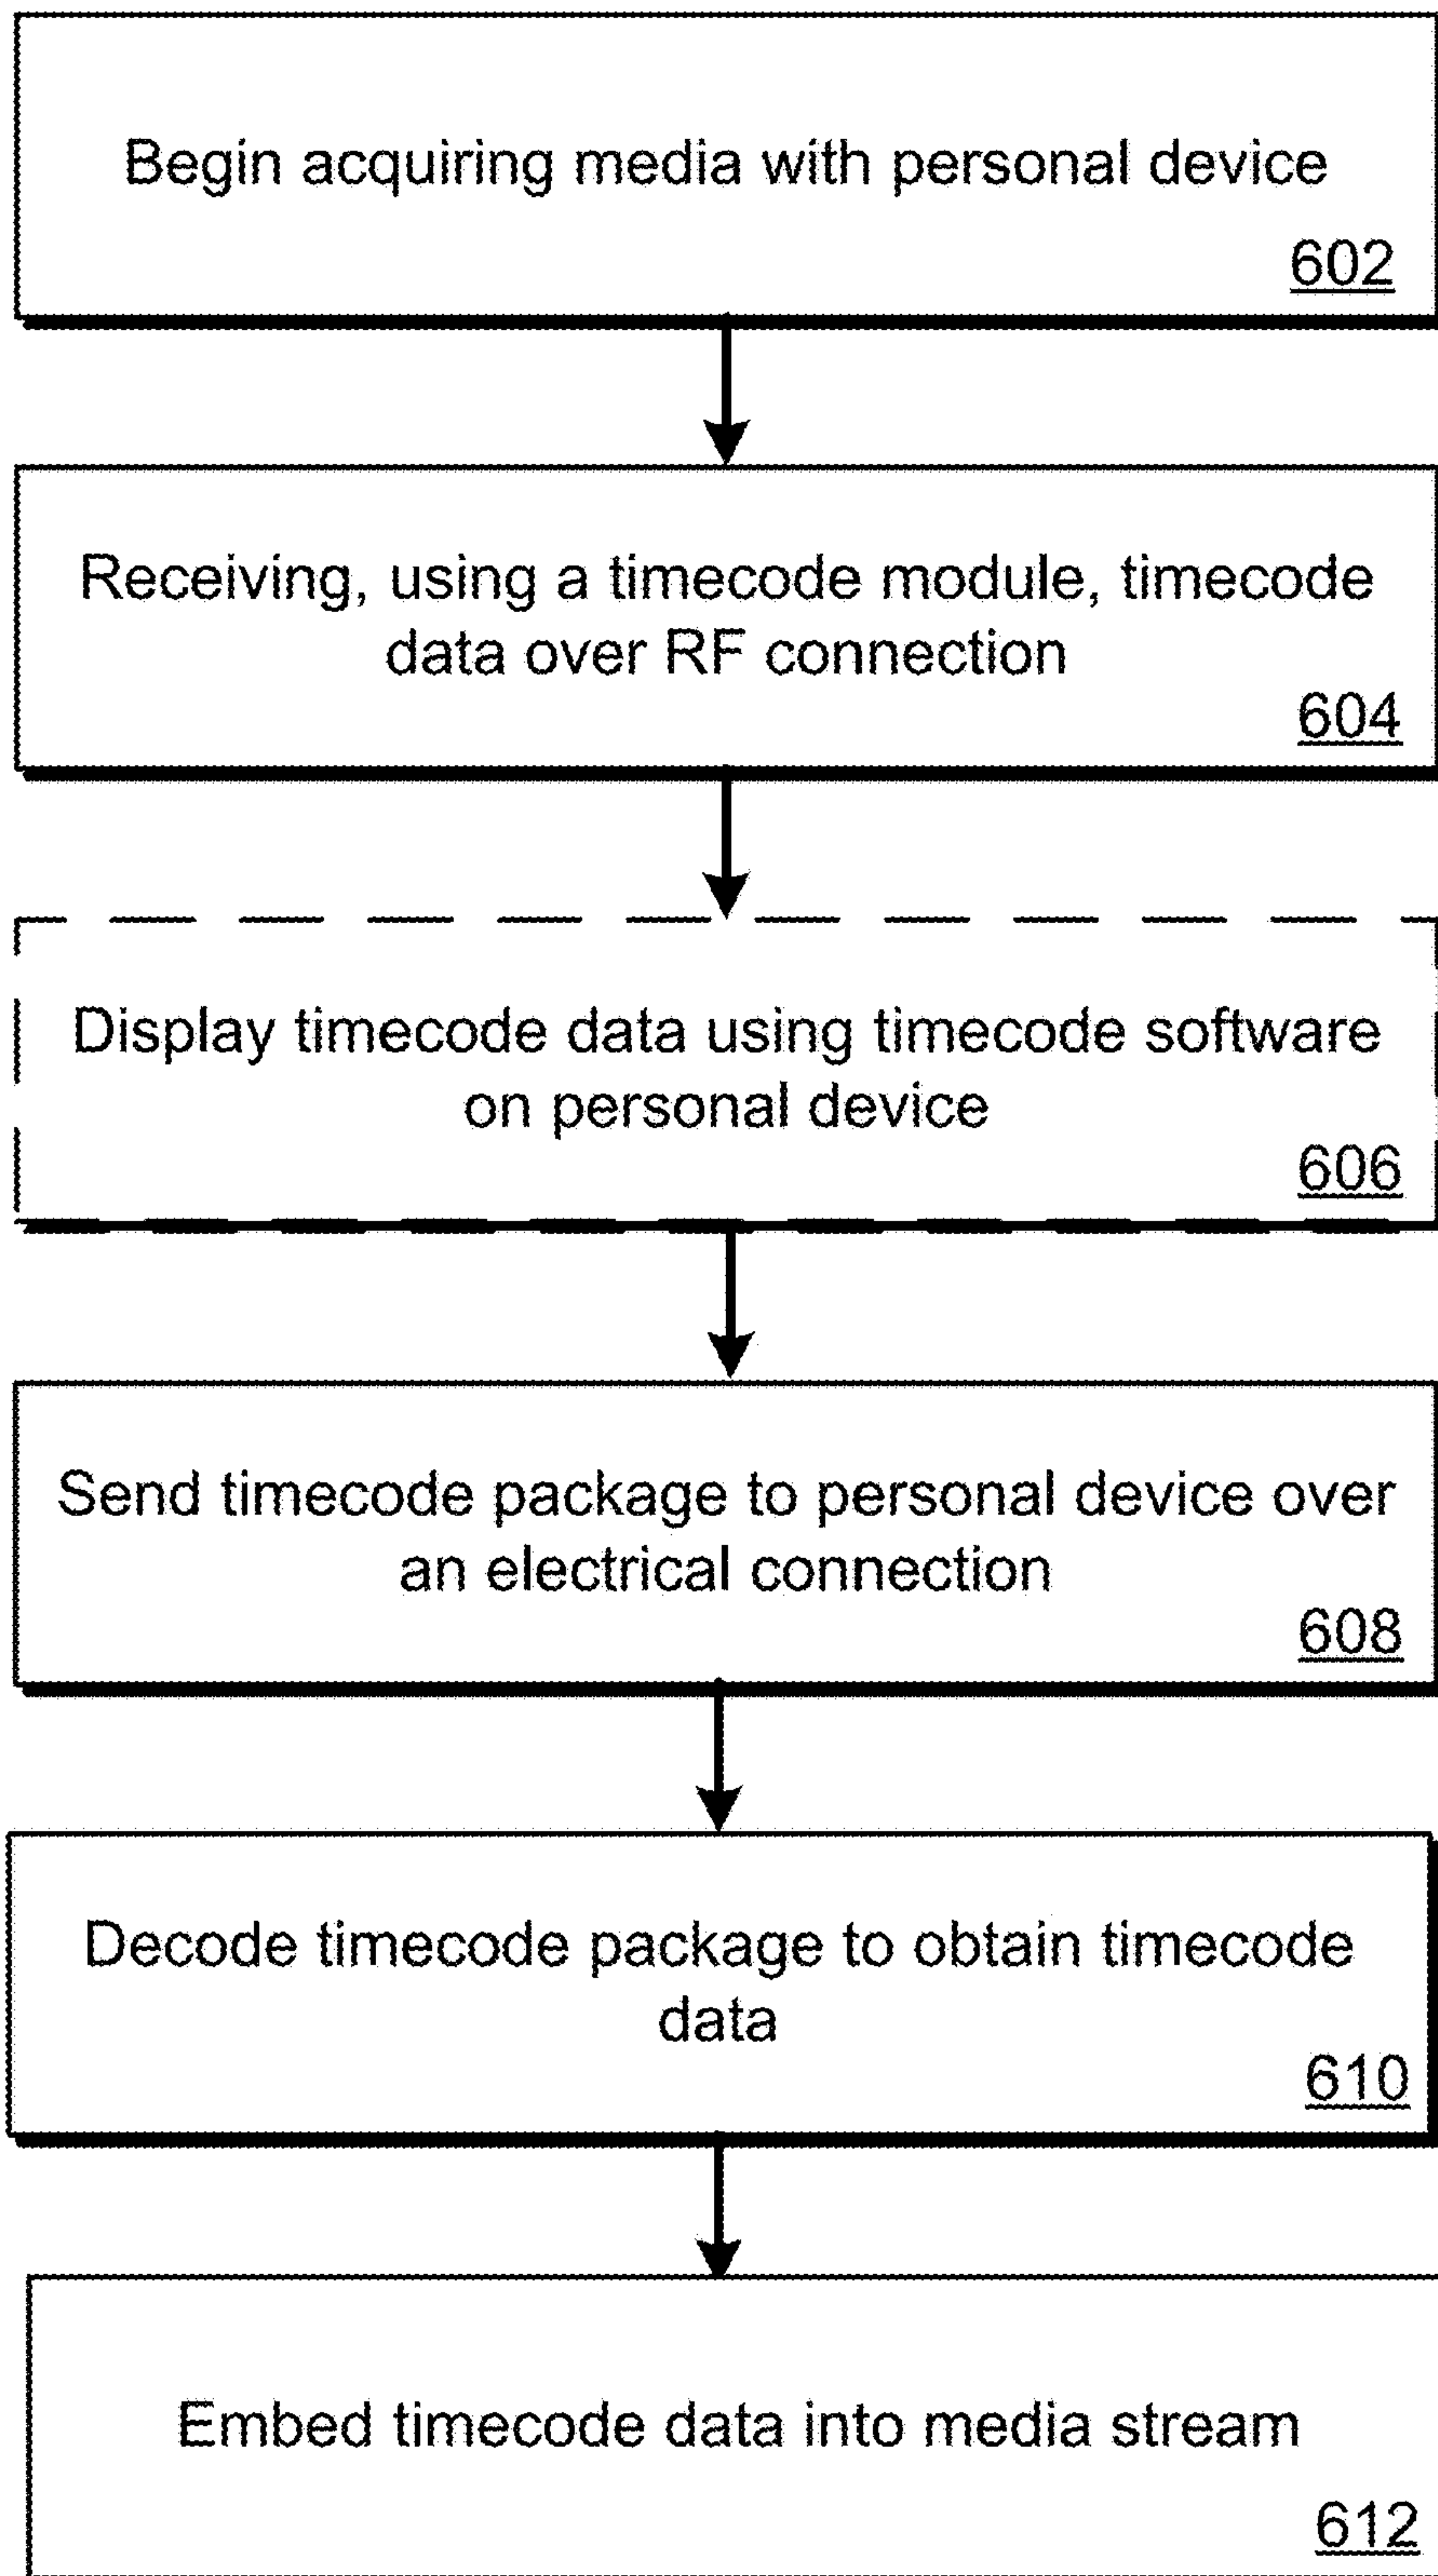 Begin acquiring media with personal device
602
Receiving, using a timecode module, timecode
data over RF connection
604
Display timecode data using timecode software
on personal device
606
Send timecode package to personal device over
an electrical connection
608
Decode timecode package to obtain timecode
data
610
Embed timecode data into media stream
612